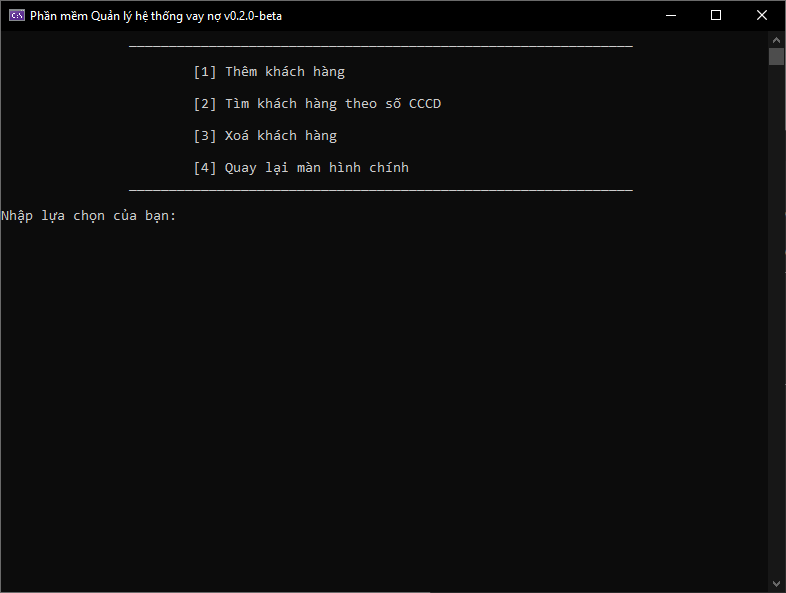 Phần mềm Quản lý hệ thống vay nợ v0.2.0-beta
[1] Thêm khách hàng
[2] Tìm khách hàng theo số CCCD
[3] Xoá khách hàng
[4] Quay lại màn hình chính
Nhập lựa chọn của bạn: